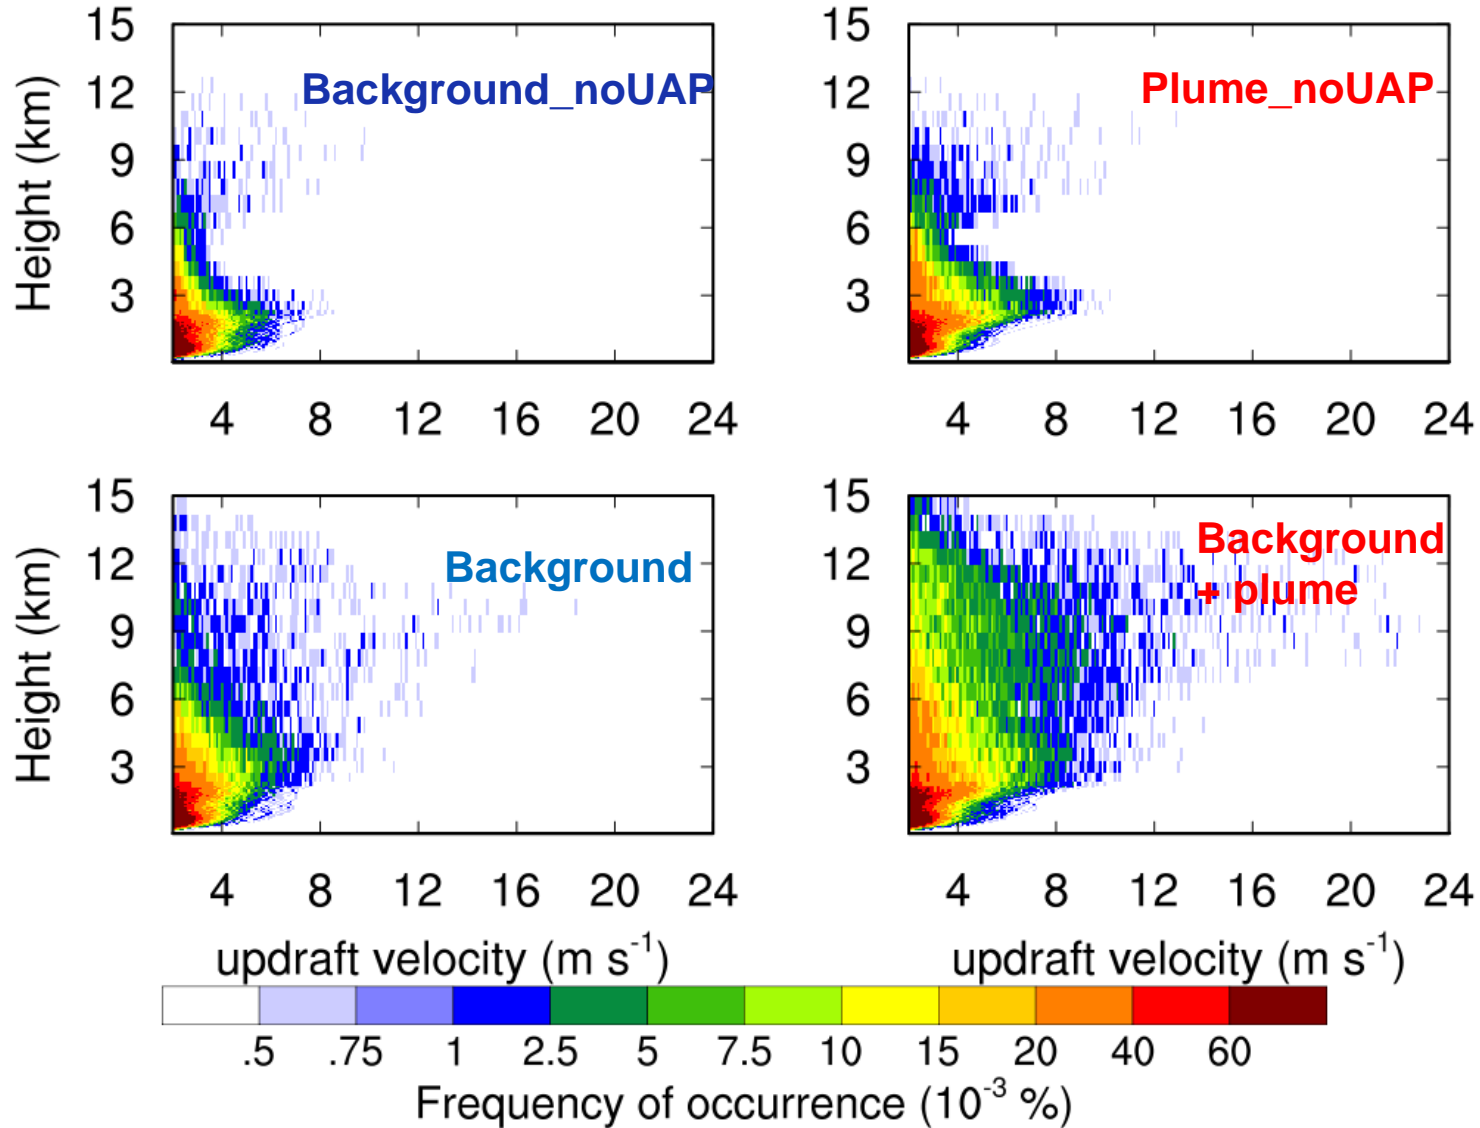 15
12
9
6
3
Height (km)
Background_noUAP
4 8 12 16 20 24
15
12
9
6
3
Plume_noUAP
4 8 12 16 20 24
15
12
9
6
3
Height (km)
Background
4 8 12 16 20 24
updraft velocity (m s⁻¹)
15
12
9
6
3
Background
+ plume
4 8 12 16 20 24
updraft velocity (m s⁻¹)
.5 .75 1 2.5 5 7.5 10 15 20 40 60
Frequency of occurrence (10⁻³ %)